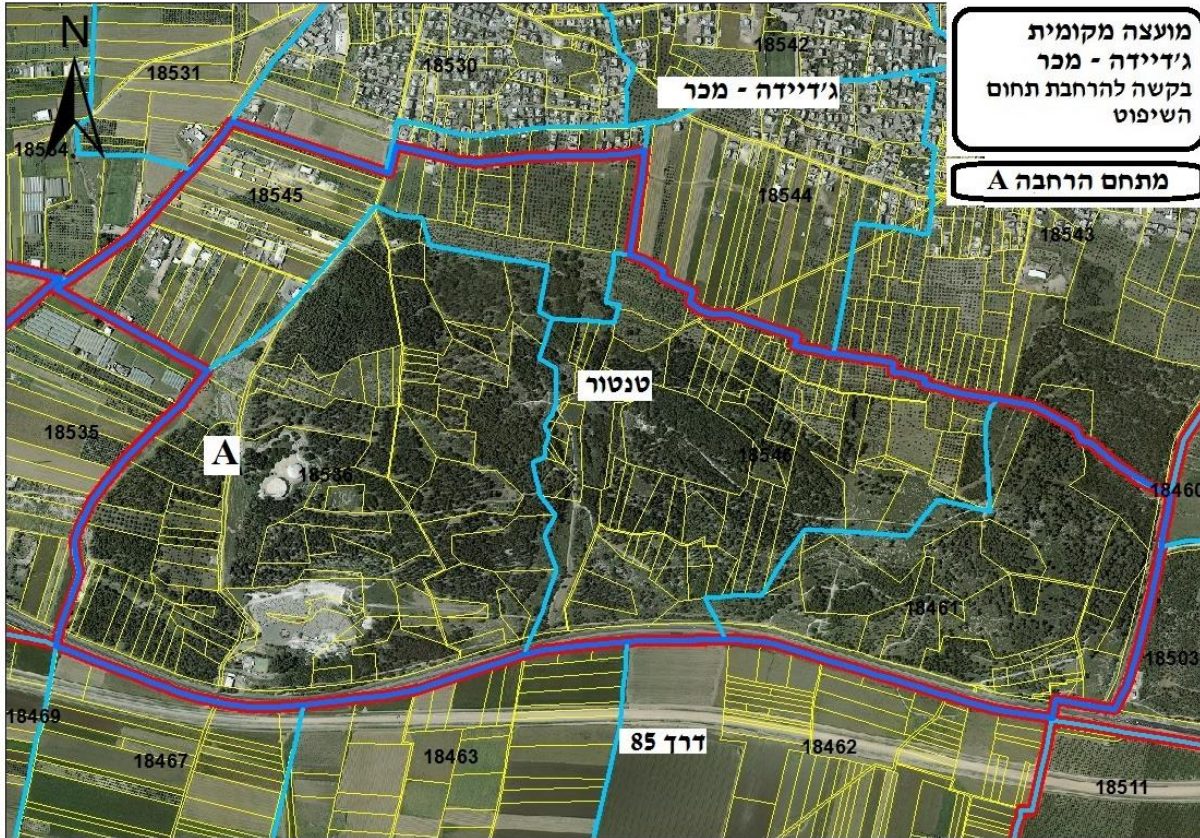 מועצה מקומית
ג'דיידה - מכר
בקשה להרחבת תחום
השיפוט
מתחם הרחבה A
N
18531
18530
18542
ג'דיידה - מכר
18534
18545
18544
18543
טנטור
18535
A
18536
18546
18460
18461
18503
18469
18467
18463
דרך 85
18462
18511